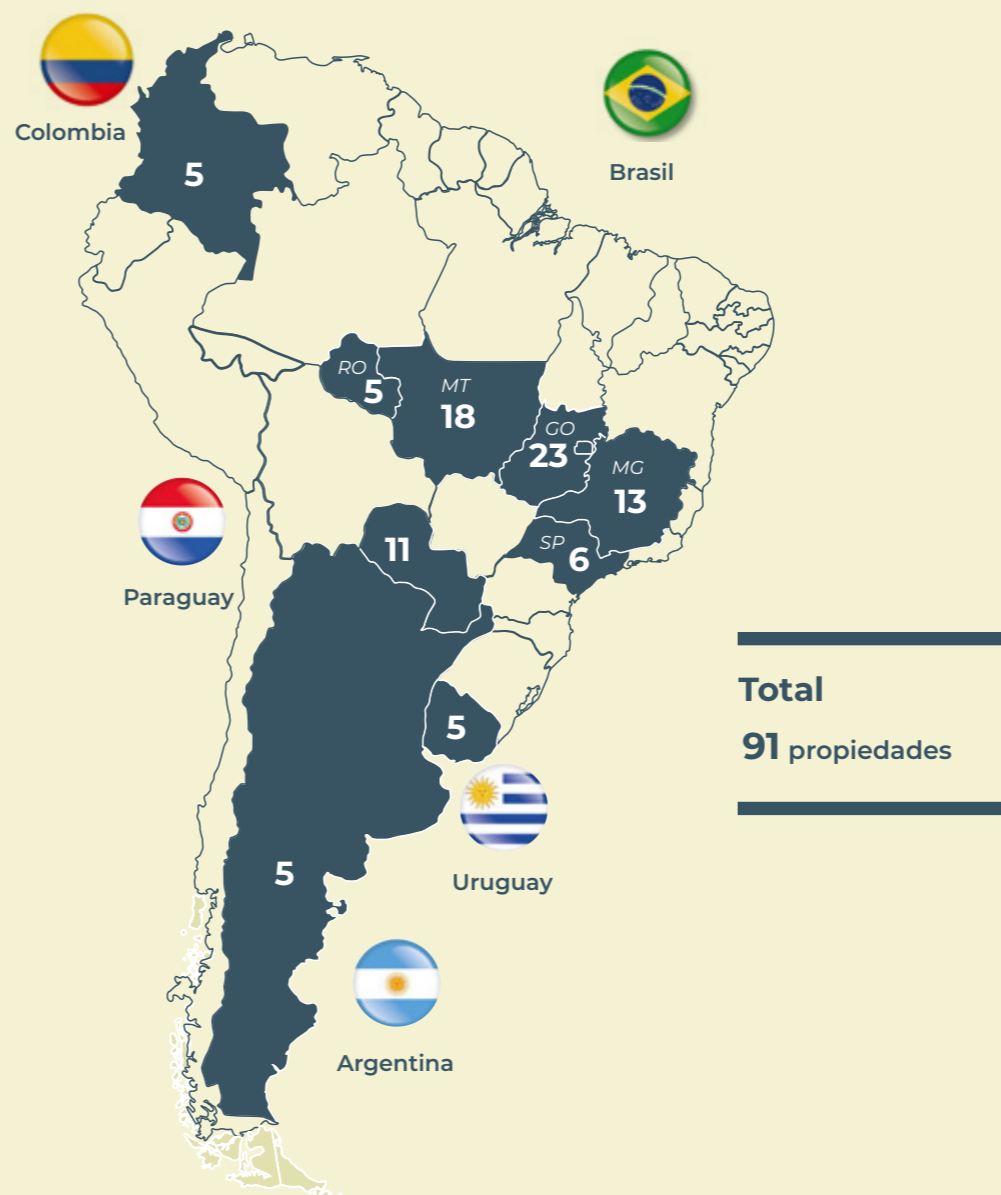 Colombia
5
Brasil
RO
5
MT
18
GO
23
MG
13
SP
6
Paraguay
11
Total
91 propiedades
5
Uruguay
5
Argentina